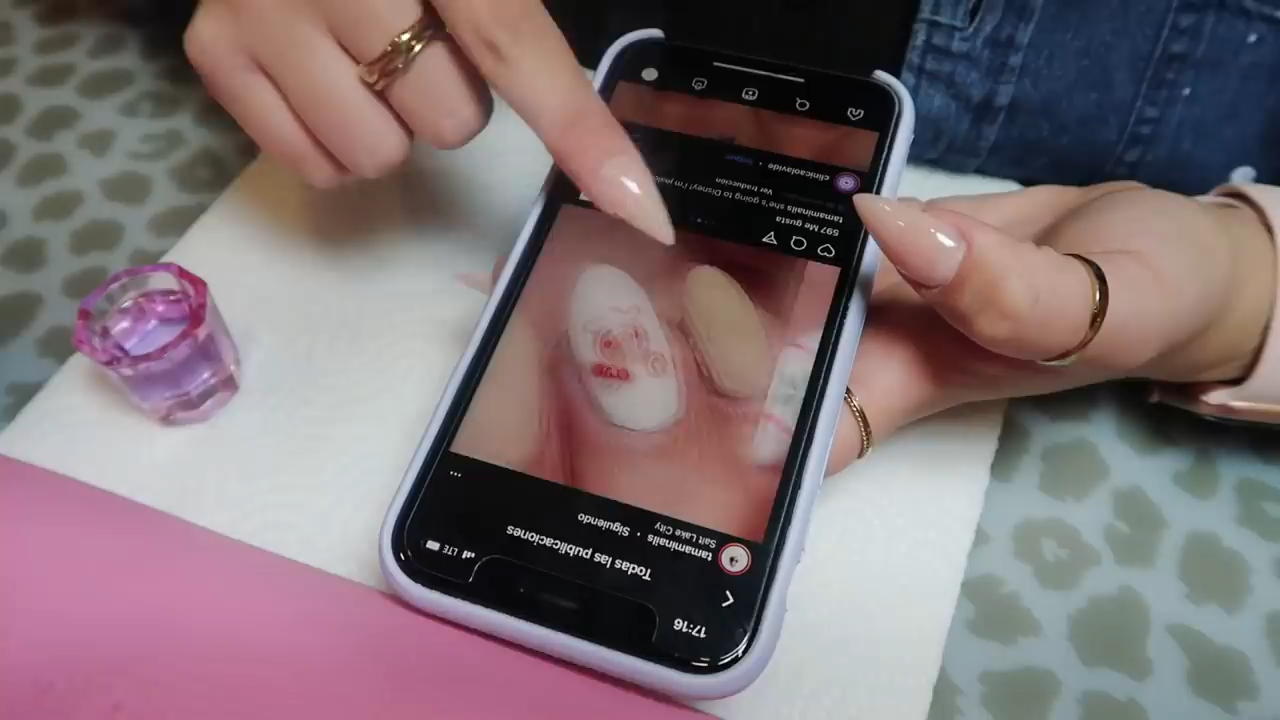 17:16
LTE
Todas las publicaciones
tamaminails • Siguiendo
Salt Lake City
597 Me gusta
tamaminails she's going to Disney! I'm
Ver traducción
clinicaolavide •